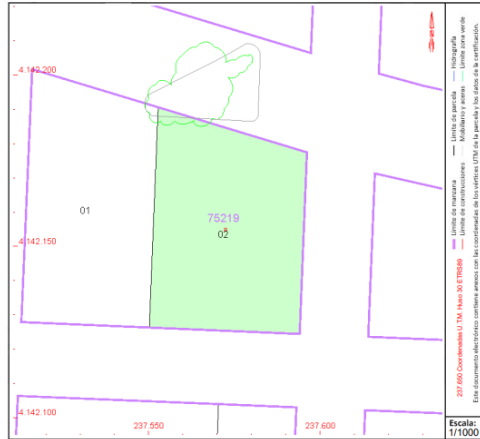 4.142.200
01
75219
02
4.142.150
4.142.100
237.550
237.600
Límite de manzana
Límite de parcela
Hidrografía
Límite de construcciones
Mobiliario y aceras
Límite zona verde
237.650 Coordenadas U.T.M. Huso 30 ETRS89
Este documento electrónico contiene anexos con las coordenadas de los vértices UTM de la parcela y los datos de la certificación.
Escala:
1/1000